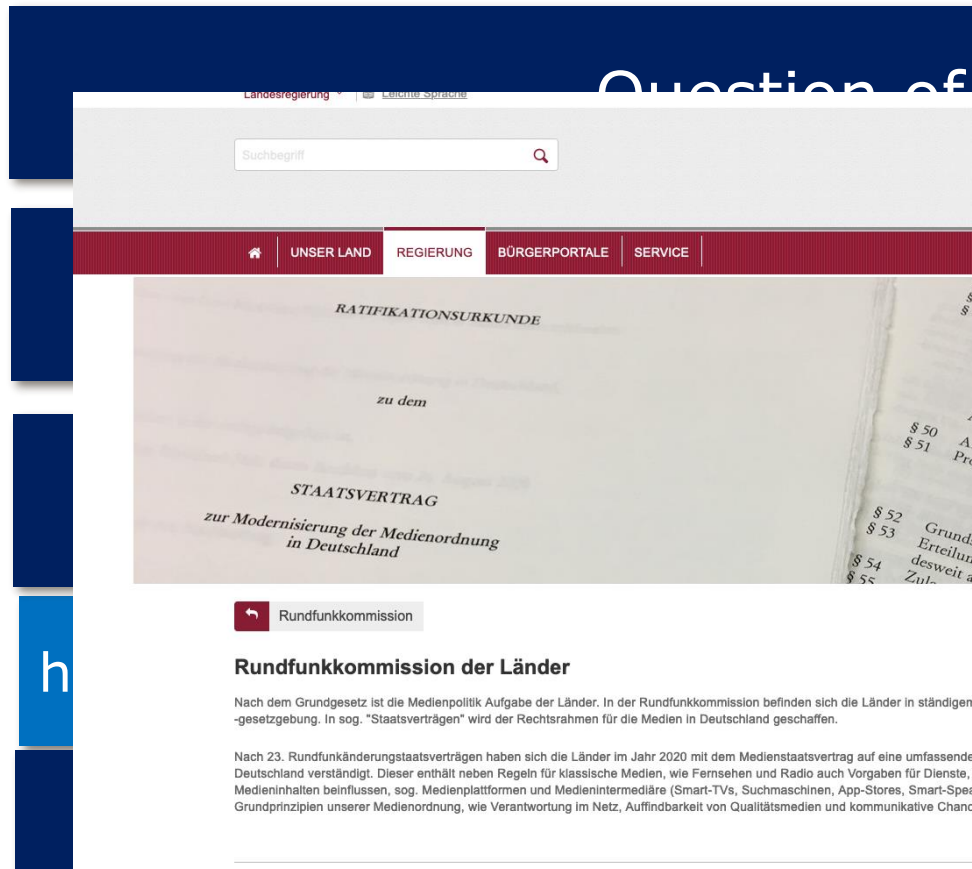 Question of
Landesregierung
Leichte Sprache
Suchbegriff
UNSER LAND REGIERUNG BÜRGERPORTALE SERVICE
RATIFIKATIONSURKUNDE
zu dem
STAATSVERTRAG
zur Modernisierung der Medienordnung
in Deutschland
§ 50
§ 51
§ 52
§ 53
§ 54
§ 55
h
Rundfunkkommission
Rundfunkkommission der Länder
Nach dem Grundgesetz ist die Medienpolitik Aufgabe der Länder. In der Rundfunkkommission befinden sich die Länder in ständigem
-gesetzgebung. In sog. "Staatsverträgen" wird der Rechtsrahmen für die Medien in Deutschland geschaffen.
Nach 23. Rundfunkänderungstaatsverträgen haben sich die Länder im Jahr 2020 mit dem Medienstaatsvertrag auf eine umfassende
Deutschland verständigt. Dieser enthält neben Regeln für klassische Medien, wie Fernsehen und Radio auch Vorgaben für Dienste,
Medieninhalten beinflussen, sog. Medienplattformen und Medienintermediäre (Smart-TVs, Suchmaschinen, App-Stores, Smart-Spea
Grundprinzipien unserer Medienordnung, wie Verantwortung im Netz, Auffindbarkeit von Qualitätsmedien und kommunikative Chanc